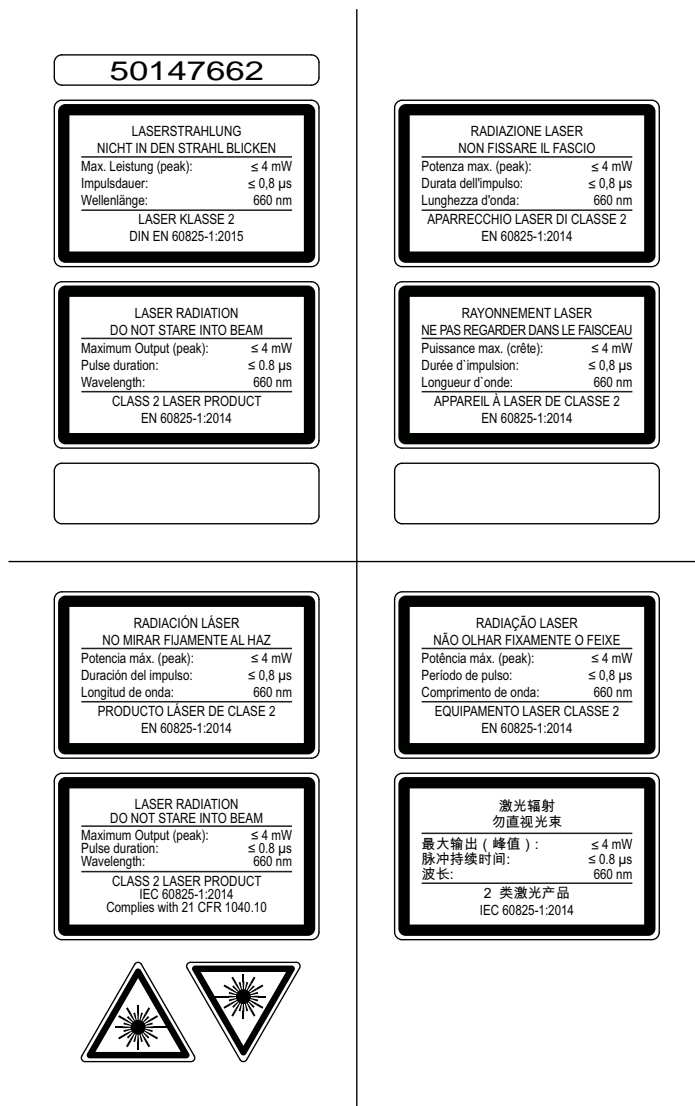 50147662
LASERSTRAHLUNG
NICHT IN DEN STRAHL BLICKEN
Max. Leistung (peak): ≤ 4 mW
Impulsdauer: ≤ 0,8 µs
Wellenlänge: 660 nm
LASER KLASSE 2
DIN EN 60825-1:2015
LASER RADIATION
DO NOT STARE INTO BEAM
Maximum Output (peak): ≤ 4 mW
Pulse duration: ≤ 0.8 µs
Wavelength: 660 nm
CLASS 2 LASER PRODUCT
EN 60825-1:2014
RADIAZIONE LASER
NON FISSARE IL FASCIO
Potenza max. (peak): ≤ 4 mW
Durata dell'impulso: ≤ 0,8 µs
Lunghezza d'onda: 660 nm
APARRECCHIO LASER DI CLASSE 2
EN 60825-1:2014
RAYONNEMENT LASER
NE PAS REGARDER DANS LE FAISCEAU
Puissance max. (crête): ≤ 4 mW
Durée d`impulsion: ≤ 0,8 µs
Longueur d`onde: 660 nm
APPAREIL À LASER DE CLASSE 2
EN 60825-1:2014
RADIACIÓN LÁSER
NO MIRAR FIJAMENTE AL HAZ
Potencia máx. (peak): ≤ 4 mW
Duración del impulso: ≤ 0,8 µs
Longitud de onda: 660 nm
PRODUCTO LÁSER DE CLASE 2
EN 60825-1:2014
LASER RADIATION
DO NOT STARE INTO BEAM
Maximum Output (peak): ≤ 4 mW
Pulse duration: ≤ 0.8 µs
Wavelength: 660 nm
CLASS 2 LASER PRODUCT
IEC 60825-1:2014
Complies with 21 CFR 1040.10
RADIAÇÃO LASER
NÃO OLHAR FIXAMENTE O FEIXE
Potência máx. (peak): ≤ 4 mW
Período de pulso: ≤ 0,8 µs
Comprimento de onda: 660 nm
EQUIPAMENTO LASER CLASSE 2
EN 60825-1:2014
激光辐射
勿直视光束
最大输出 ( 峰值 ) : ≤ 4 mW
脉冲持续时间: ≤ 0.8 µs
波长: 660 nm
2 类激光产品
IEC 60825-1:2014